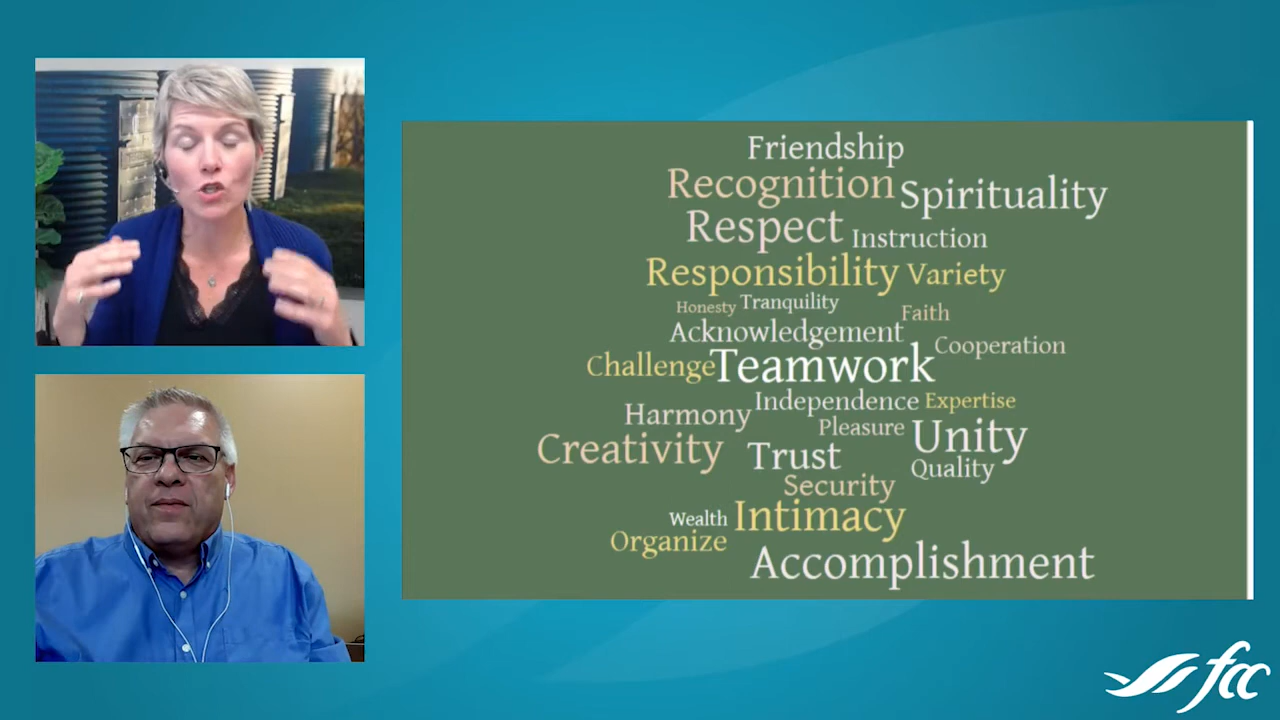 Friendship
Recognition
Spirituality
Respect
Instruction
Responsibility
Variety
Honesty
Tranquility
Faith
Acknowledgement
Cooperation
Challenge
Teamwork
Independence
Expertise
Harmony
Pleasure
Unity
Creativity
Trust
Quality
Security
Wealth
Intimacy
Organize
Accomplishment
fcc